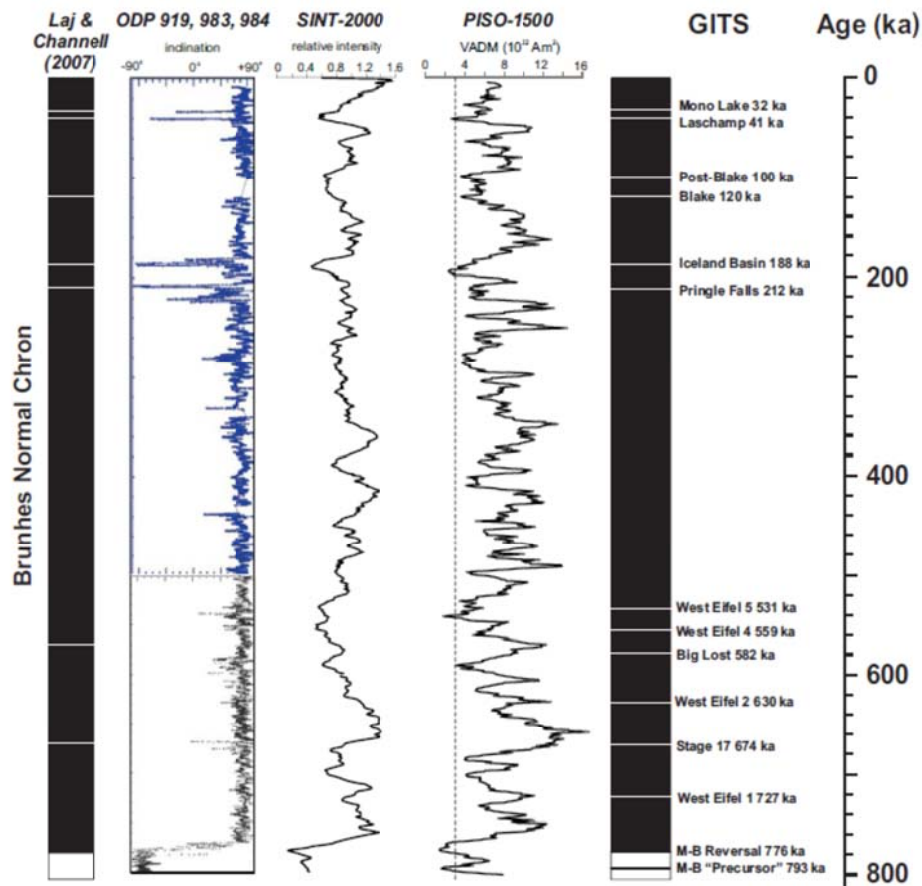 Laj &
Channell
(2007)
ODP 919, 983, 984
inclination
-90° 0° +90°
SINT-2000
relative intensity
0 0.4 0.8 1.2 1.6
PISO-1500
VADM (10²² Am²)
0 4 8 12 16
GITS
Age (ka)
Brunhes Normal Chron
0
Mono Lake 32 ka
Laschamp 41 ka
Post-Blake 100 ka
Blake 120 ka
Iceland Basin 188 ka
200
Pringle Falls 212 ka
400
West Eifel 5 531 ka
West Eifel 4 559 ka
Big Lost 582 ka
600
West Eifel 2 630 ka
Stage 17 674 ka
West Eifel 1 727 ka
M-B Reversal 776 ka
M-B "Precursor" 793 ka
800